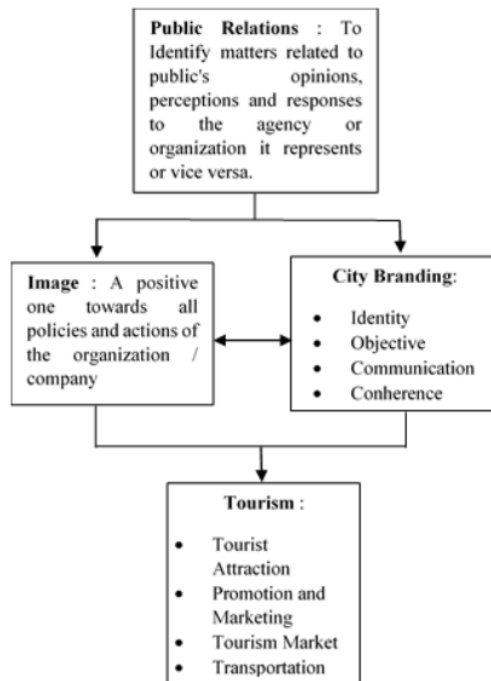 Public Relations : To
Identify matters related to
public's opinions,
perceptions and responses
to the agency or
organization it represents
or vice versa.
Image : A positive
one towards all
policies and actions of
the organization /
company
City Branding:
• Identity
• Objective
• Communication
• Conherence
Tourism :
• Tourist
Attraction
• Promotion and
Marketing
• Tourism Market
• Transportation